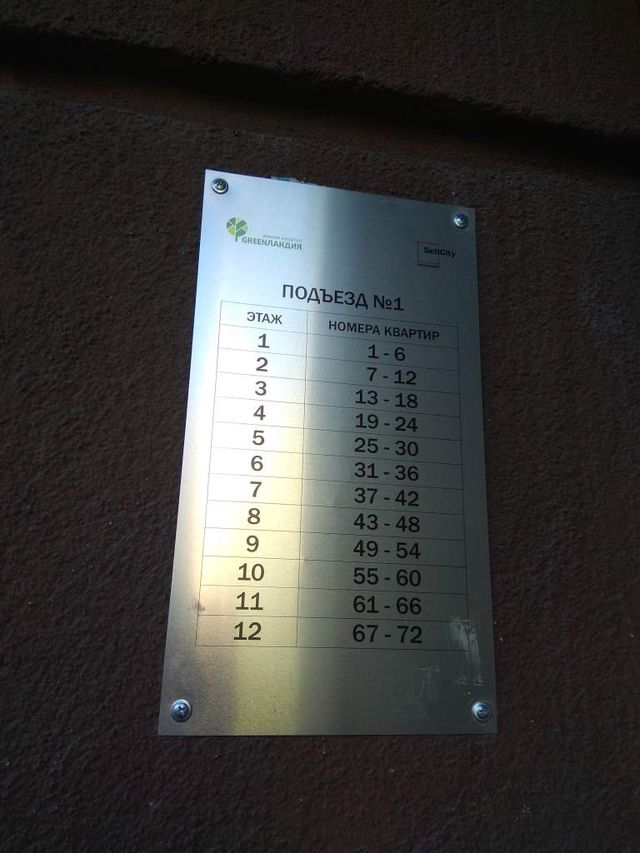 жилой квартал
GREENЛАНДИЯ
SetlCity
ПОДЪЕЗД №1
ЭТАЖ НОМЕРА КВАРТИР
1 1 - 6
2 7 - 12
3 13 - 18
4 19 - 24
5 25 - 30
6 31 - 36
7 37 - 42
8 43 - 48
9 49 - 54
10 55 - 60
11 61 - 66
12 67 - 72